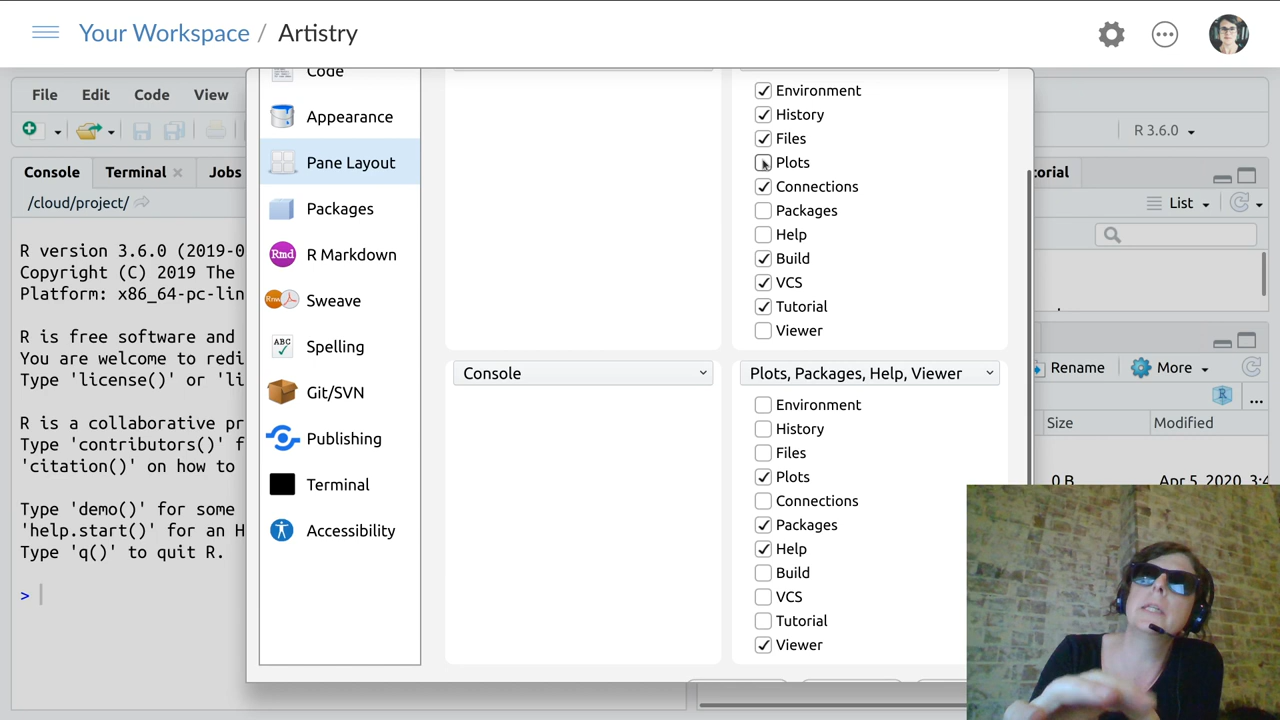 Your Workspace / Artistry
File Edit Code View
R 3.6.0
Console Terminal Jobs
/cloud/project/
R version 3.6.0 (2019-0
Copyright (C) 2019 The
Platform: x86_64-pc-lin
R is free software and
You are welcome to redi
Type 'license()' or 'li
R is a collaborative pr
Type 'contributors()' f
'citation()' on how to
Type 'demo()' for some
'help.start()' for an H
Type 'q()' to quit R.
>
Code
Appearance
Pane Layout
Packages
Rmd R Markdown
Rnw Sweave
ABC Spelling
Git/SVN
Publishing
Terminal
Accessibility
Environment
History
Files
Plots
Connections
Packages
Help
Build
VCS
Tutorial
Viewer
Console
Plots, Packages, Help, Viewer
Environment
History
Files
Plots
Connections
Packages
Help
Build
VCS
Tutorial
Viewer
torial
List
Rename More
R ...
Size Modified
0 B Apr 5, 2020, 3:4